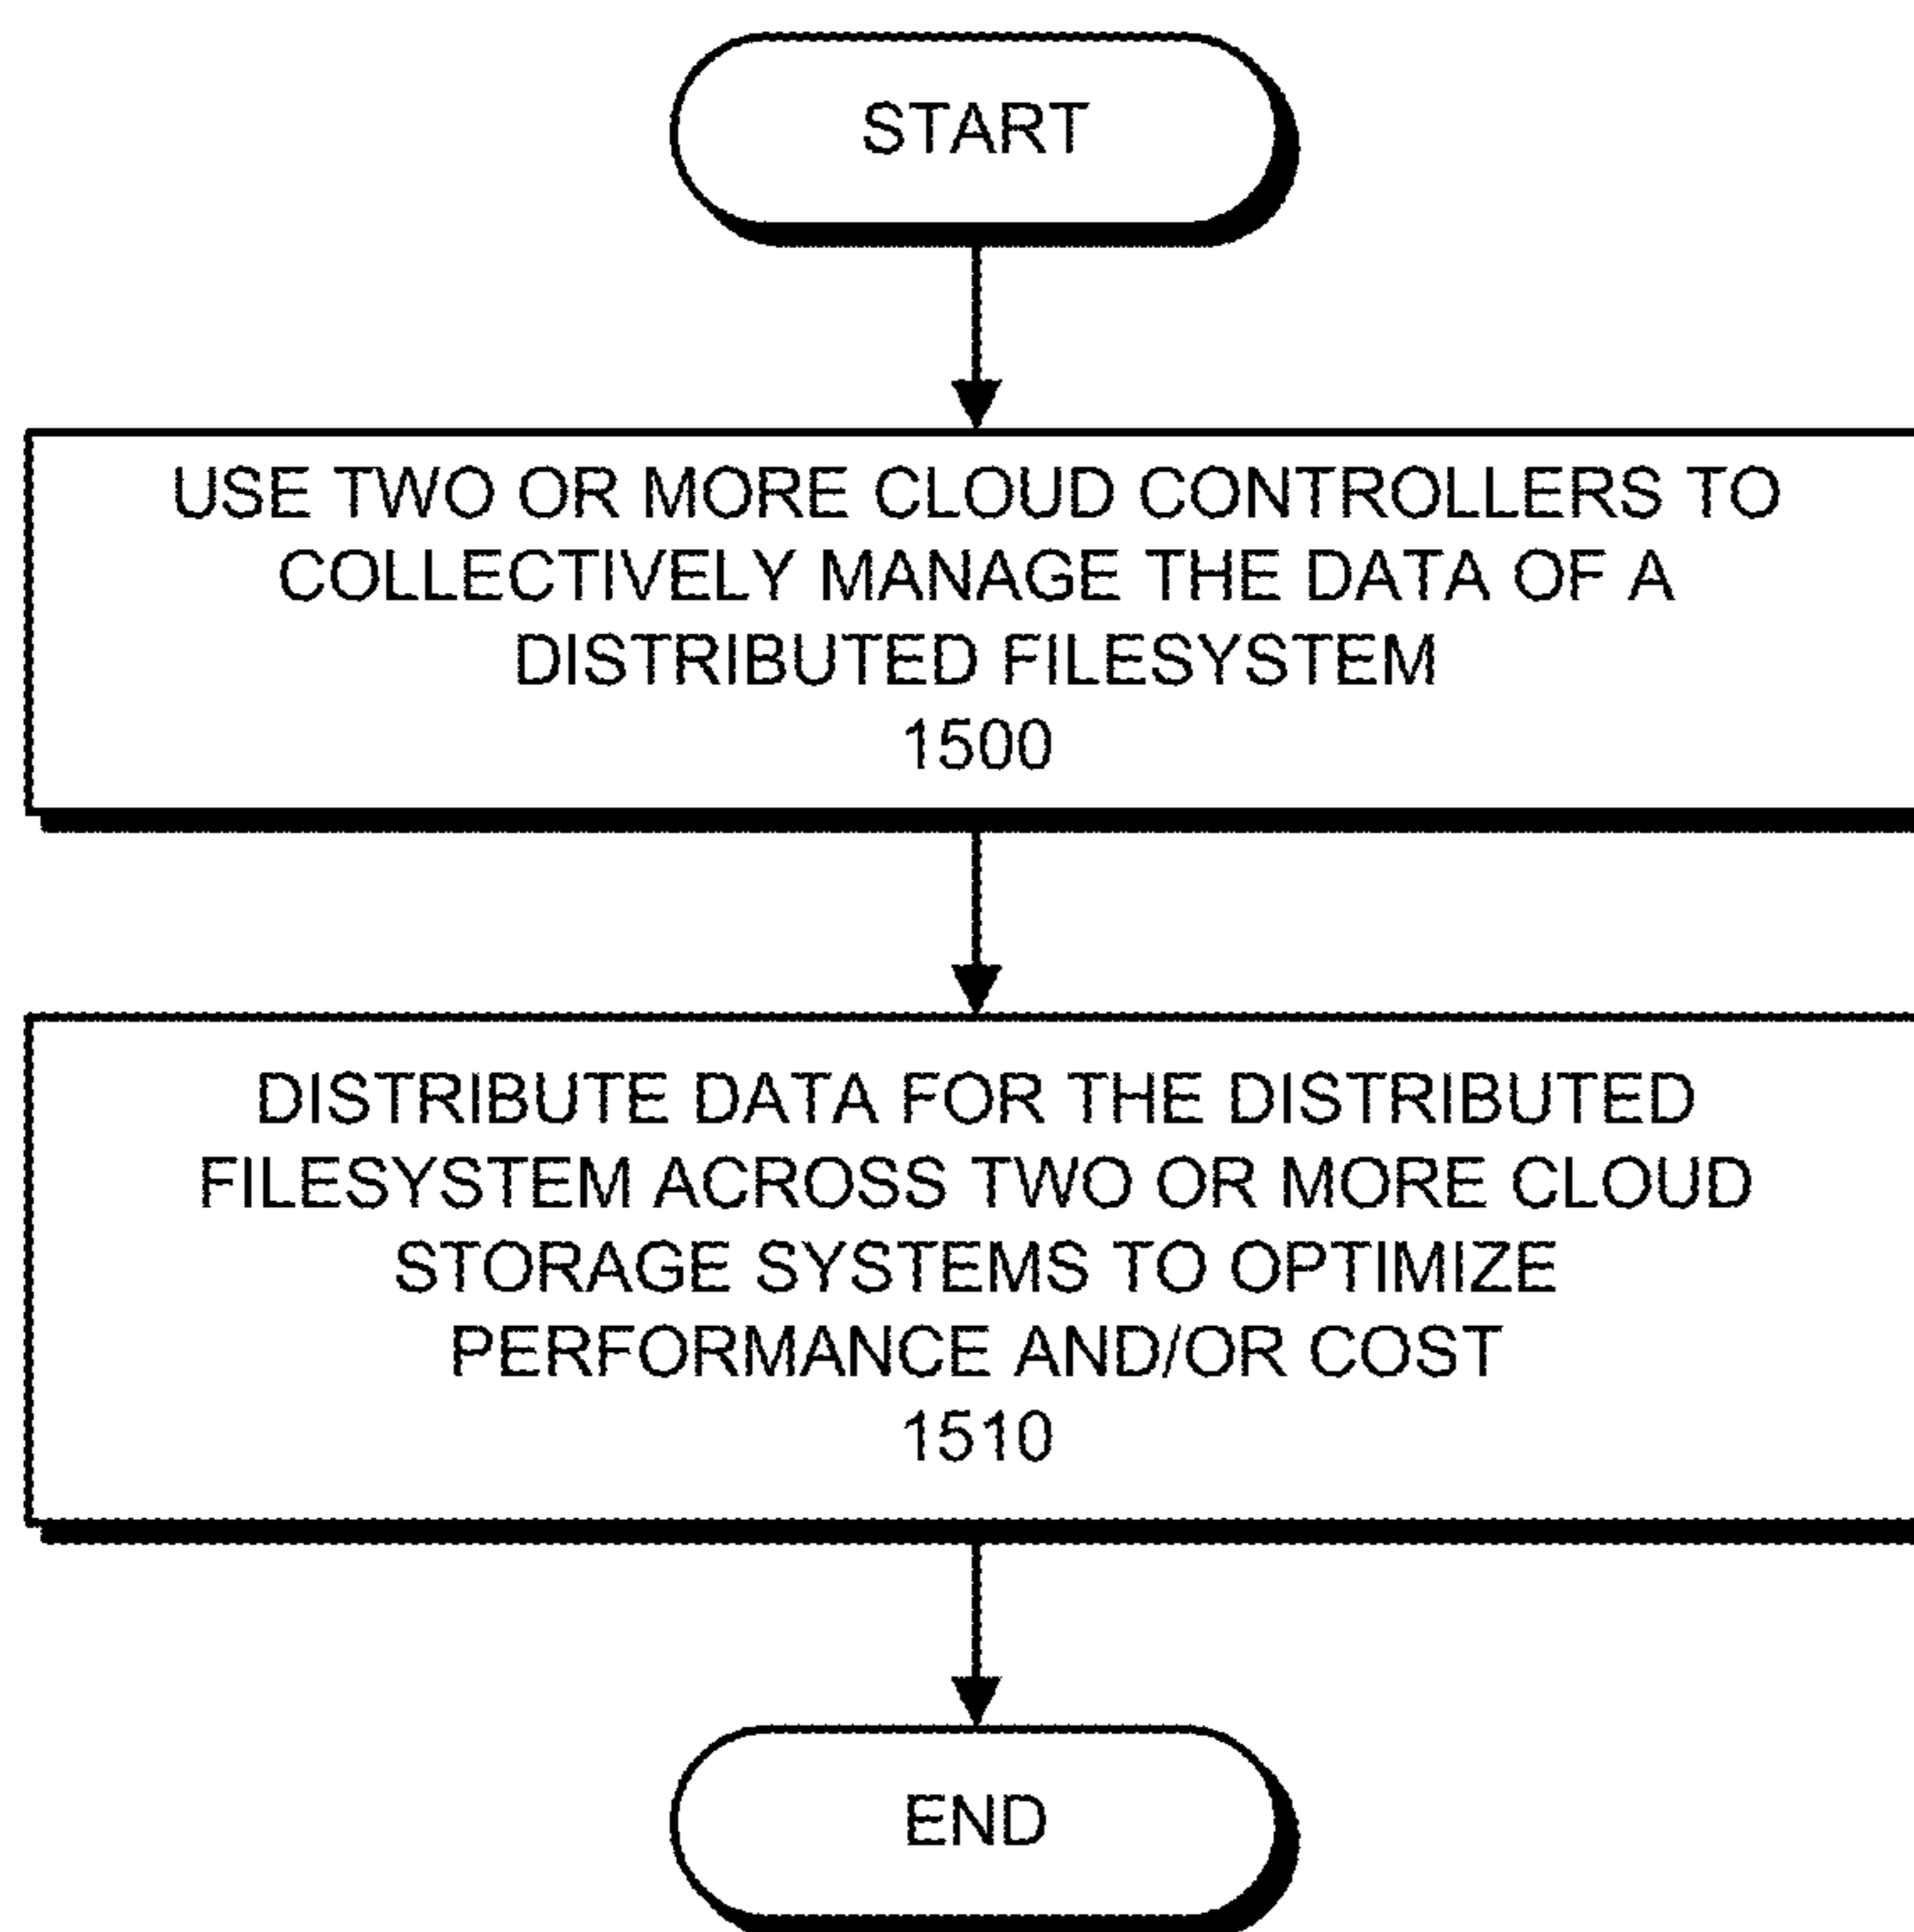 START
USE TWO OR MORE CLOUD CONTROLLERS TO
COLLECTIVELY MANAGE THE DATA OF A
DISTRIBUTED FILESYSTEM
1500
DISTRIBUTE DATA FOR THE DISTRIBUTED
FILESYSTEM ACROSS TWO OR MORE CLOUD
STORAGE SYSTEMS TO OPTIMIZE
PERFORMANCE AND/OR COST
1510
END